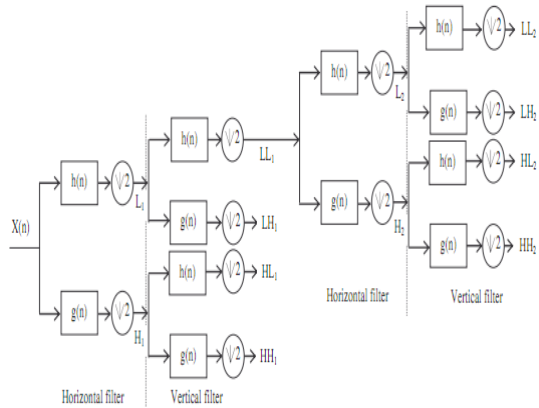 X(n)
h(n)
↓2
L₁
g(n)
↓2
H₁
h(n)
↓2
LL₁
g(n)
↓2
LH₁
h(n)
↓2
HL₁
g(n)
↓2
HH₁
Horizontal filter
Vertical filter
h(n)
↓2
L₂
g(n)
↓2
H₂
h(n)
↓2
LL₂
g(n)
↓2
LH₂
h(n)
↓2
HL₂
g(n)
↓2
HH₂
Horizontal filter
Vertical filter